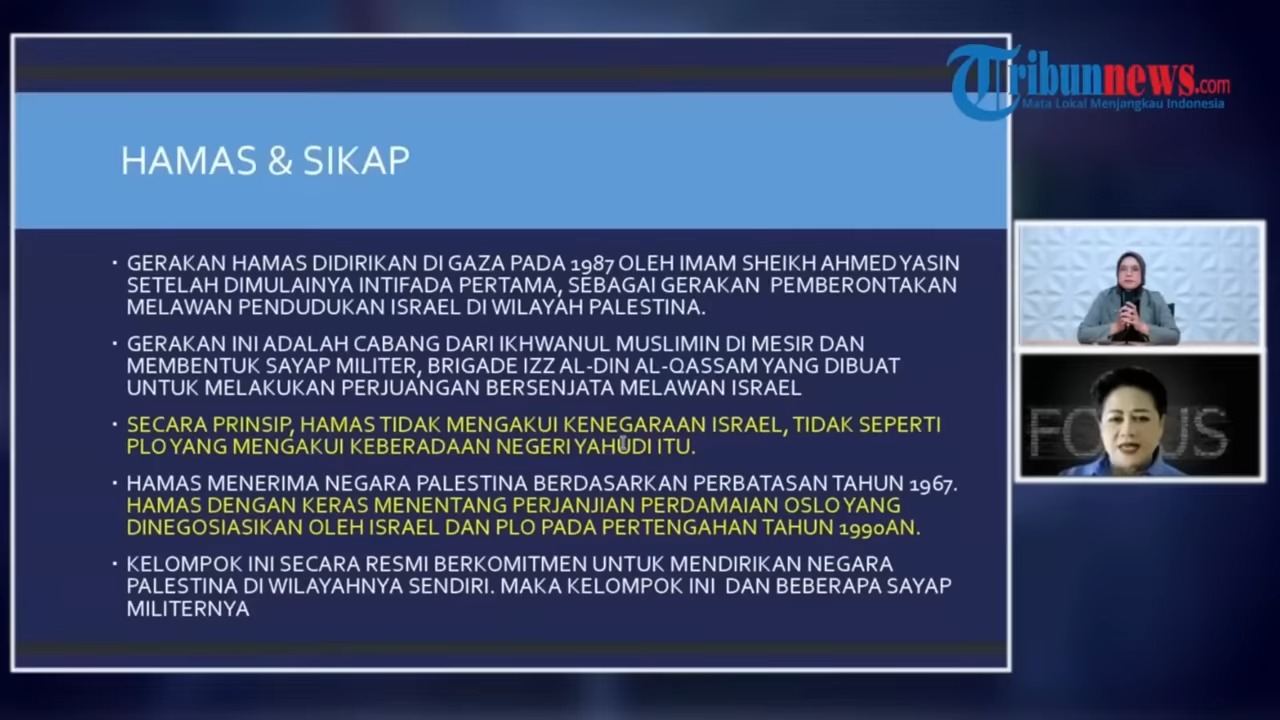 Tribunnews.com
Mata Lokal Menjangkau Indonesia
HAMAS & SIKAP
• GERAKAN HAMAS DIDIRIKAN DI GAZA PADA 1987 OLEH IMAM SHEIKH AHMED YASIN
SETELAH DIMULAINYA INTIFADA PERTAMA, SEBAGAI GERAKAN PEMBERONTAKAN
MELAWAN PENDUDUKAN ISRAEL DI WILAYAH PALESTINA.
• GERAKAN INI ADALAH CABANG DARI IKHWANUL MUSLIMIN DI MESIR DAN
MEMBENTUK SAYAP MILITER, BRIGADE IZZ AL-DIN AL-QASSAM YANG DIBUAT
UNTUK MELAKUKAN PERJUANGAN BERSENJATA MELAWAN ISRAEL
• SECARA PRINSIP, HAMAS TIDAK MENGAKUI KENEGARAAN ISRAEL, TIDAK SEPERTI
PLO YANG MENGAKUI KEBERADAAN NEGERI YAHUDI ITU.
• HAMAS MENERIMA NEGARA PALESTINA BERDASARKAN PERBATASAN TAHUN 1967.
HAMAS DENGAN KERAS MENENTANG PERJANJIAN PERDAMAIAN OSLO YANG
DINEGOSIASIKAN OLEH ISRAEL DAN PLO PADA PERTENGAHAN TAHUN 1990AN.
• KELOMPOK INI SECARA RESMI BERKOMITMEN UNTUK MENDIRIKAN NEGARA
PALESTINA DI WILAYAHNYA SENDIRI. MAKA KELOMPOK INI DAN BEBERAPA SAYAP
MILITERNYA